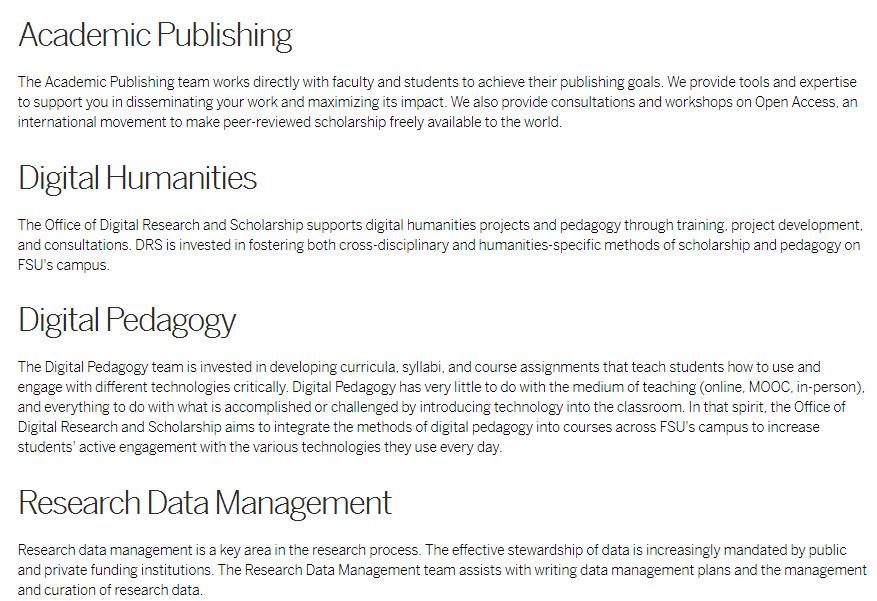 Academic Publishing
The Academic Publishing team works directly with faculty and students to achieve their publishing goals. We provide tools and expertise
to support you in disseminating your work and maximizing its impact. We also provide consultations and workshops on Open Access, an
international movement to make peer-reviewed scholarship freely available to the world.
Digital Humanities
The Office of Digital Research and Scholarship supports digital humanities projects and pedagogy through training, project development,
and consultations. DRS is invested in fostering both cross-disciplinary and humanities-specific methods of scholarship and pedagogy on
FSU's campus.
Digital Pedagogy
The Digital Pedagogy team is invested in developing curricula, syllabi, and course assignments that teach students how to use and
engage with different technologies critically. Digital Pedagogy has very little to do with the medium of teaching (online, MOOC, in-person),
and everything to do with what is accomplished or challenged by introducing technology into the classroom. In that spirit, the Office of
Digital Research and Scholarship aims to integrate the methods of digital pedagogy into courses across FSU's campus to increase
students' active engagement with the various technologies they use every day.
Research Data Management
Research data management is a key area in the research process. The effective stewardship of data is increasingly mandated by public
and private funding institutions. The Research Data Management team assists with writing data management plans and the management
and curation of research data.